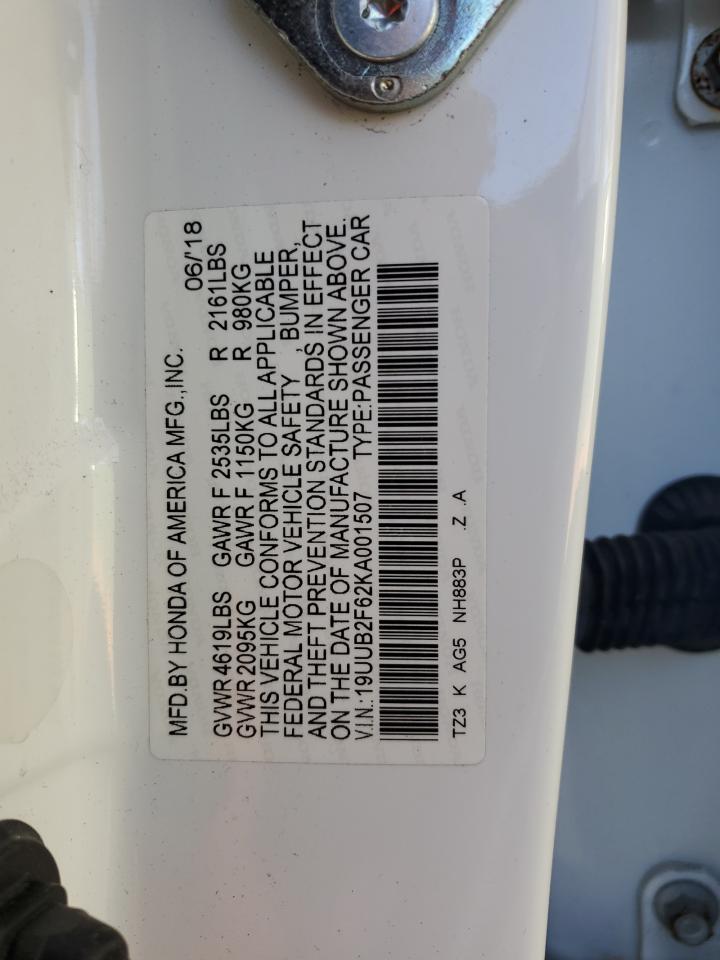 MFD.BY HONDA OF AMERICA MFG.,INC. 06/'18
GVWR 4619LBS GAWR F 2535LBS R 2161LBS
GVWR 2095KG GAWR F 1150KG R 980KG
THIS VEHICLE CONFORMS TO ALL APPLICABLE
FEDERAL MOTOR VEHICLE SAFETY , BUMPER,
AND THEFT PREVENTION STANDARDS IN EFFECT
ON THE DATE OF MANUFACTURE SHOWN ABOVE.
V.I.N.:19UUB2F62KA001507 TYPE:PASSENGER CAR
TZ3 K AG5 NH883P .Z .A